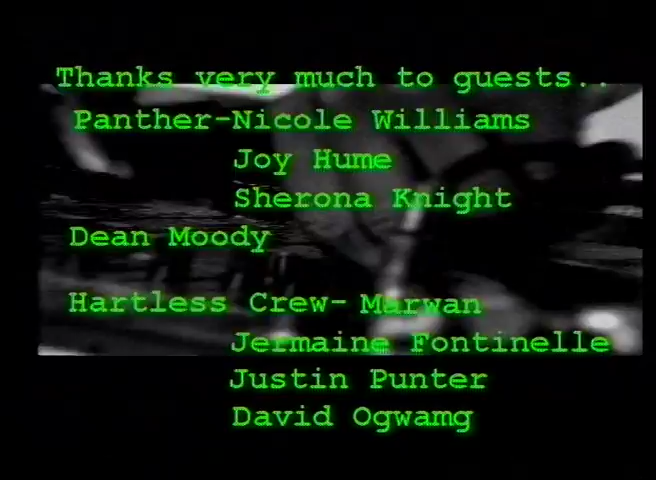 Thanks very much to guests..
Panther-Nicole Williams
Joy Hume
Sherona Knight
Dean Moody
Hartless Crew- Marwan
Jermaine Fontinelle
Justin Punter
David Ogwamg